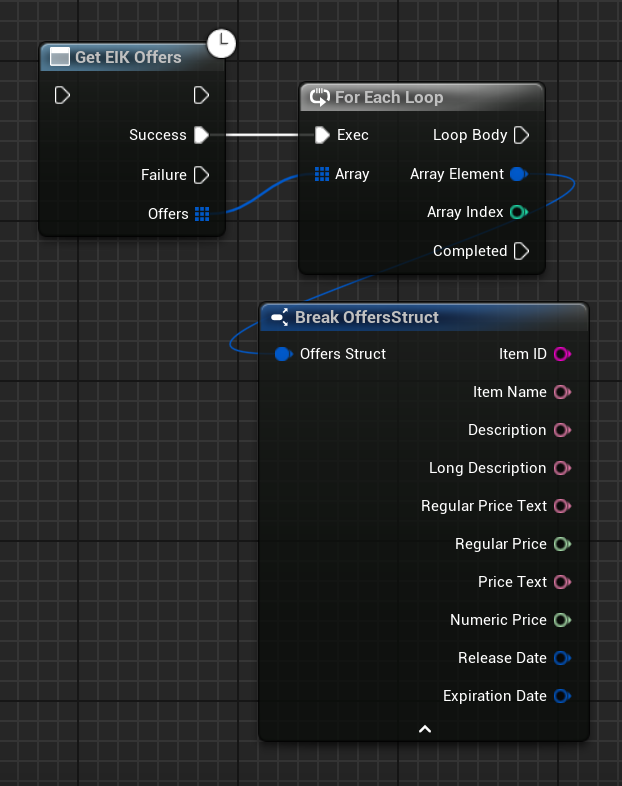 Get EIK Offers
Success
Failure
Offers
For Each Loop
Exec
Loop Body
Array
Array Element
Array Index
Completed
Break OffersStruct
Offers Struct
Item ID
Item Name
Description
Long Description
Regular Price Text
Regular Price
Price Text
Numeric Price
Release Date
Expiration Date